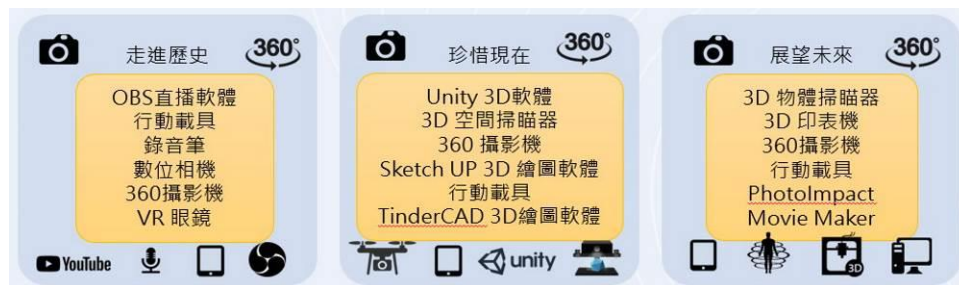 走進歷史
360°
OBS直播軟體
行動載具
錄音筆
數位相機
360攝影機
VR 眼鏡
YouTube
珍惜現在
360°
Unity 3D軟體
3D 空間掃瞄器
360 攝影機
Sketch UP 3D 繪圖軟體
行動載具
TinderCAD 3D繪圖軟體
unity
展望未來
360°
3D 物體掃瞄器
3D 印表機
360攝影機
行動載具
PhotoImpact
Movie Maker
3D